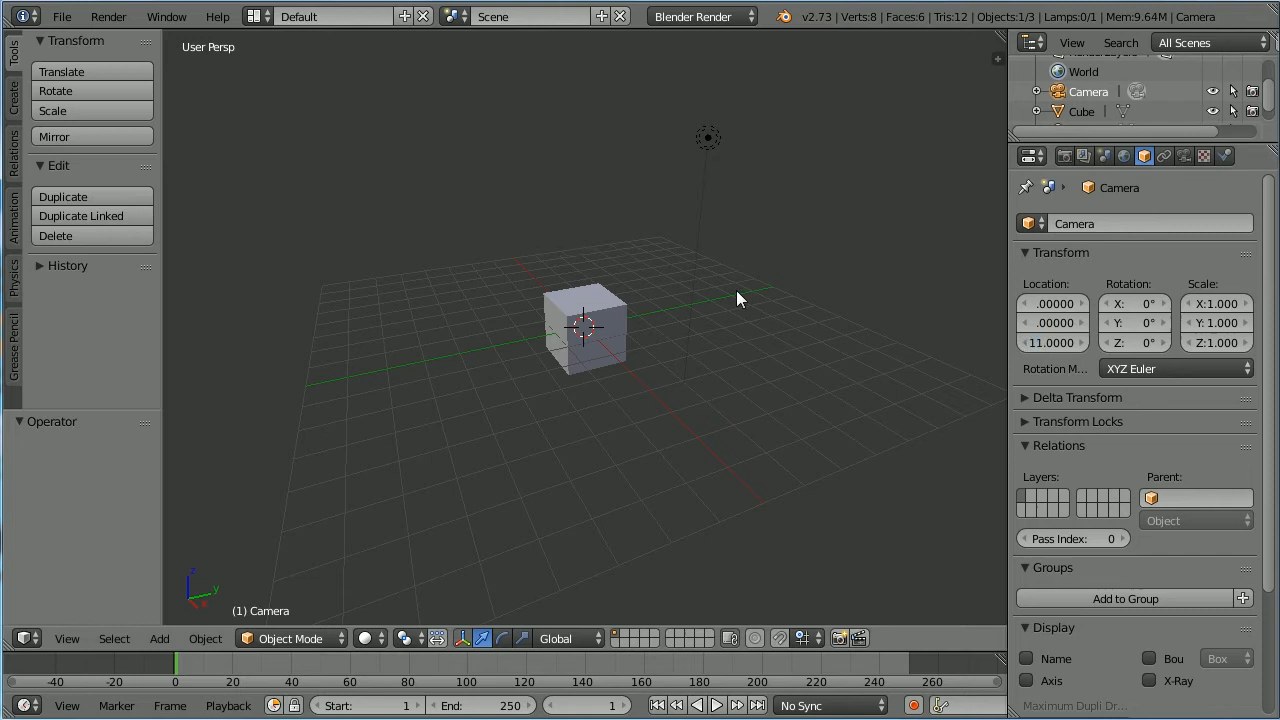 File Render Window Help Default Scene Blender Render v2.73 | Verts:8 | Faces:6 | Tris:12 | Objects:1/3 | Lamps:0/1 | Mem:9.64M | Camera
Tools
Create
Relations
Animation
Physics
Grease Pencil
Transform
Translate
Rotate
Scale
Mirror
Edit
Duplicate
Duplicate Linked
Delete
History
Operator
User Persp
z
y
x
(1) Camera
View Select Add Object Object Mode Global
-40 -20 0 20 40 60 80 100 120 140 160 180 200 220 240 260
View Marker Frame Playback Start: 1 End: 250 1 No Sync
View Search All Scenes
World
Camera
Cube
Camera
Camera
Transform
Location: Rotation: Scale:
.00000 X: 0° X:1.000
.00000 Y: 0° Y:1.000
11.0000 Z: 0° Z:1.000
Rotation M... XYZ Euler
Delta Transform
Transform Locks
Relations
Layers: Parent:
Object
Pass Index: 0
Groups
Add to Group
Display
Name Bou Box
Axis X-Ray
Maximum Dupli Dr...